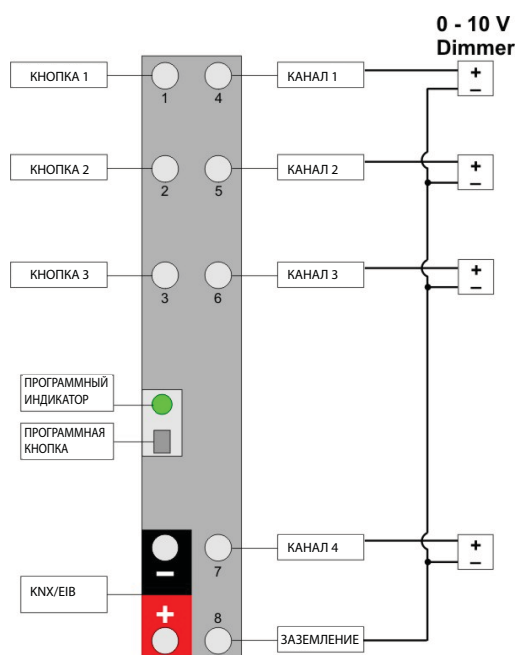 0 - 10 V
Dimmer
КНОПКА 1
1
4
КАНАЛ 1
+
–
КНОПКА 2
2
5
КАНАЛ 2
+
–
КНОПКА 3
3
6
КАНАЛ 3
+
–
ПРОГРАММНЫЙ
ИНДИКАТОР
ПРОГРАММНАЯ
КНОПКА
–
7
КАНАЛ 4
+
–
KNX/EIB
+
8
ЗАЗЕМЛЕНИЕ